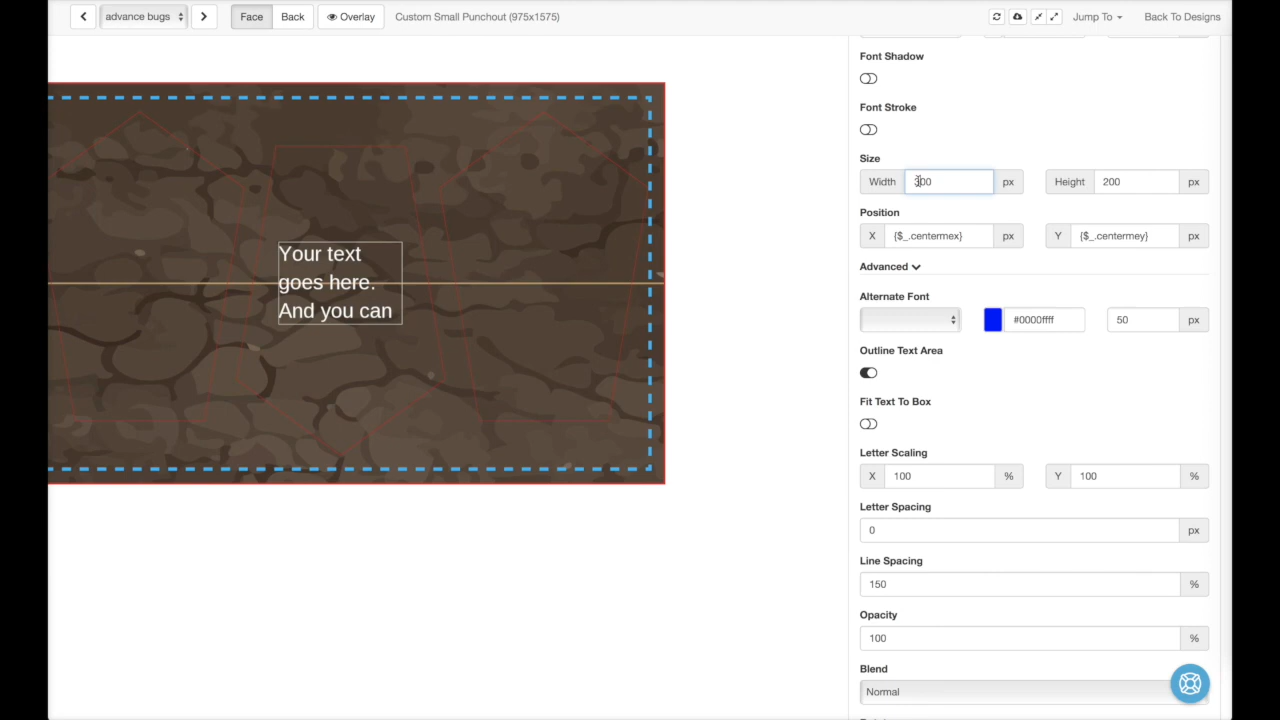 advance bugs Face Back Overlay Custom Small Punchout (975x1575) Jump To Back To Designs
Font Shadow
Font Stroke
Size
Width 300 px Height 200 px
Position
X {$_.centermex} px Y {$_.centermey} px
Advanced
Alternate Font
#0000ffff 50 px
Outline Text Area
Fit Text To Box
Letter Scaling
X 100 % Y 100 %
Letter Spacing
0 px
Line Spacing
150 %
Opacity
100 %
Blend
Normal
Your text
goes here.
And you can